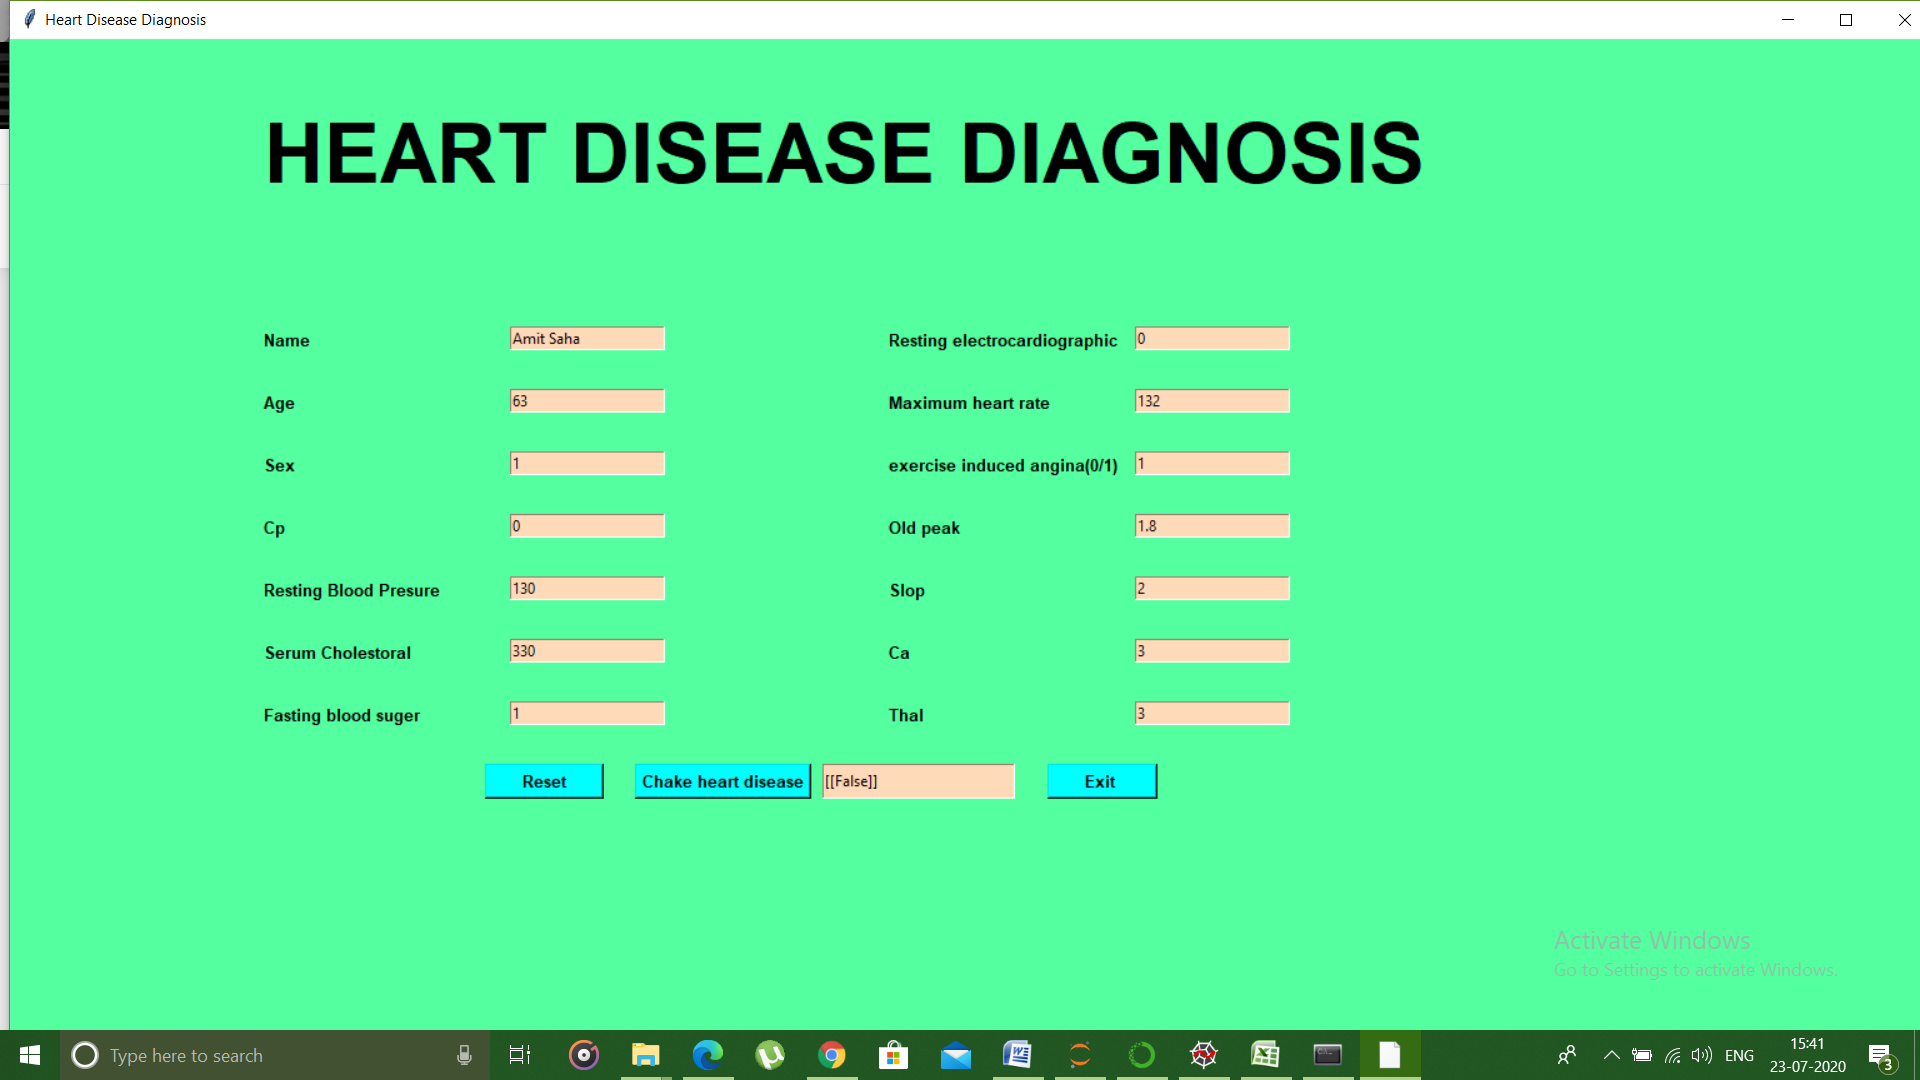 Heart Disease Diagnosis
HEART DISEASE DIAGNOSIS
Name Amit Saha Resting electrocardiographic 0
Age 63 Maximum heart rate 132
Sex 1 exercise induced angina(0/1) 1
Cp 0 Old peak 1.8
Resting Blood Presure 130 Slop 2
Serum Cholestoral 330 Ca 3
Fasting blood suger 1 Thal 3
Reset Chake heart disease [[False]] Exit
Activate Windows
Go to Settings to activate Windows.
Type here to search ENG 15:41
23-07-2020 3